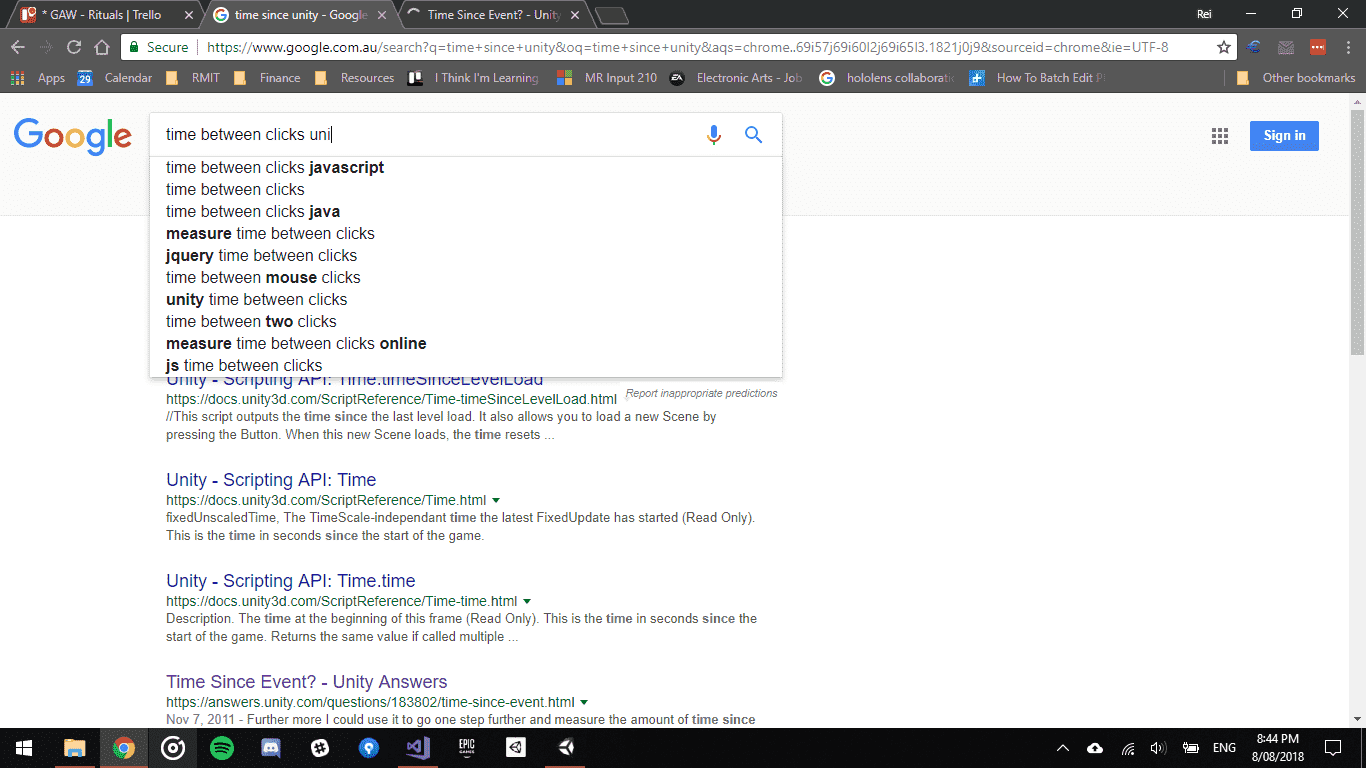 * GAW - Rituals | Trello
time since unity - Google
Time Since Event? - Unity
Rei
Secure
https://www.google.com.au/search?q=time+since+unity&oq=time+since+unity&aqs=chrome..69i57j69i60l2j69i65l3.1821j0j9&sourceid=chrome&ie=UTF-8
Apps
29
Calendar
RMIT
Finance
Resources
I Think I'm Learning
MR Input 210
EA
Electronic Arts - Job
hololens collaborati
How To Batch Edit P
Other bookmarks
Google
time between clicks uni
Sign in
time between clicks javascript
time between clicks
time between clicks java
measure time between clicks
jquery time between clicks
time between mouse clicks
unity time between clicks
time between two clicks
measure time between clicks online
js time between clicks
Unity - Scripting API: Time.timeSinceLevelLoad
Report inappropriate predictions
https://docs.unity3d.com/ScriptReference/Time-timeSinceLevelLoad.html
//This script outputs the time since the last level load. It also allows you to load a new Scene by
pressing the Button. When this new Scene loads, the time resets ...
Unity - Scripting API: Time
https://docs.unity3d.com/ScriptReference/Time.html
fixedUnscaledTime, The TimeScale-independant time the latest FixedUpdate has started (Read Only).
This is the time in seconds since the start of the game.
Unity - Scripting API: Time.time
https://docs.unity3d.com/ScriptReference/Time-time.html
Description. The time at the beginning of this frame (Read Only). This is the time in seconds since the
start of the game. Returns the same value if called multiple ...
Time Since Event? - Unity Answers
https://answers.unity.com/questions/183802/time-since-event.html
Nov 7, 2011 - Further more I could use it to go one step further and measure the amount of time since
EPIC
GAMES
ENG
8:44 PM
8/08/2018